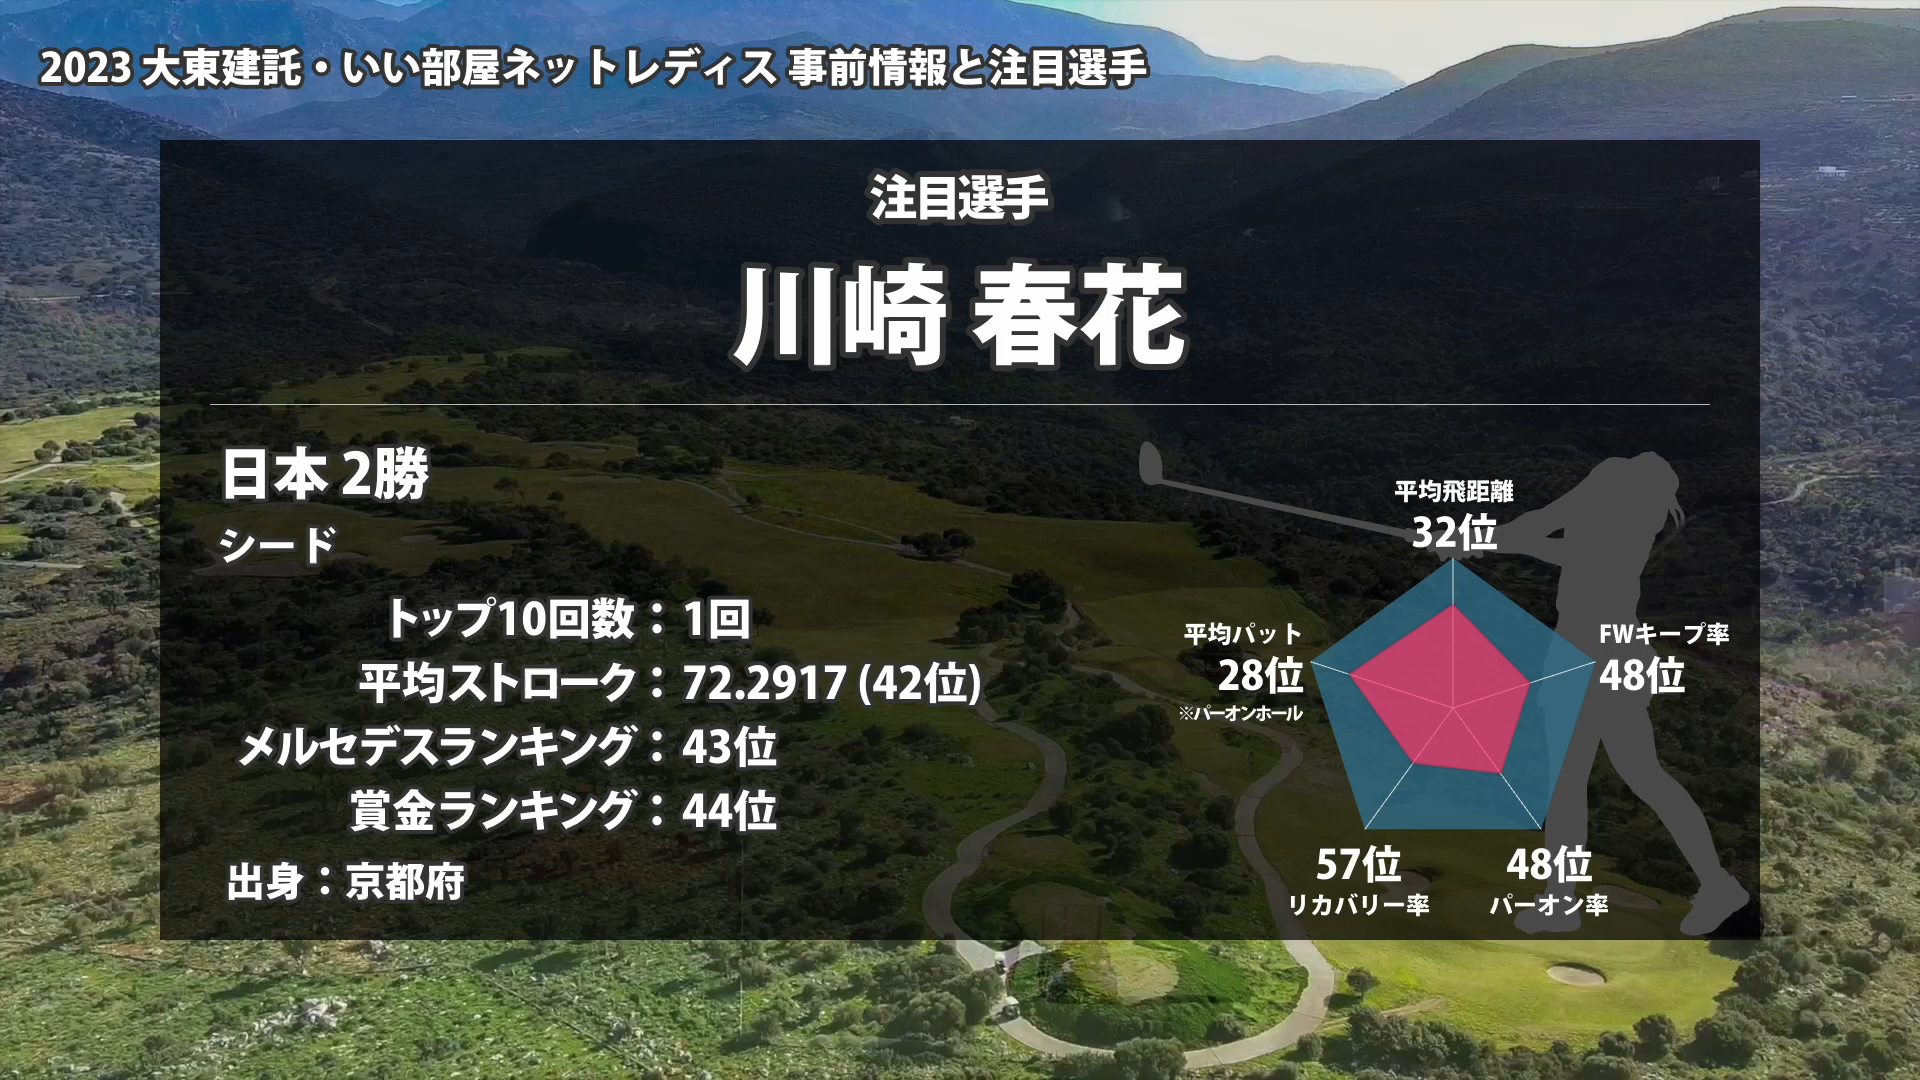 2023 大東建託・いい部屋ネットレディス 事前情報と注目選手
注目選手
川崎 春花
日本 2勝
シード
トップ10回数：1回
平均ストローク：72.2917 (42位)
メルセデスランキング：43位
賞金ランキング：44位
出身：京都府
平均飛距離
32位
FWキープ率
48位
48位
パーオン率
57位
リカバリー率
平均パット
28位
※パーオンホール